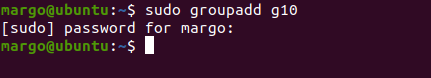 margo@ubuntu:~$ sudo groupadd g10
[sudo] password for margo:
margo@ubuntu:~$